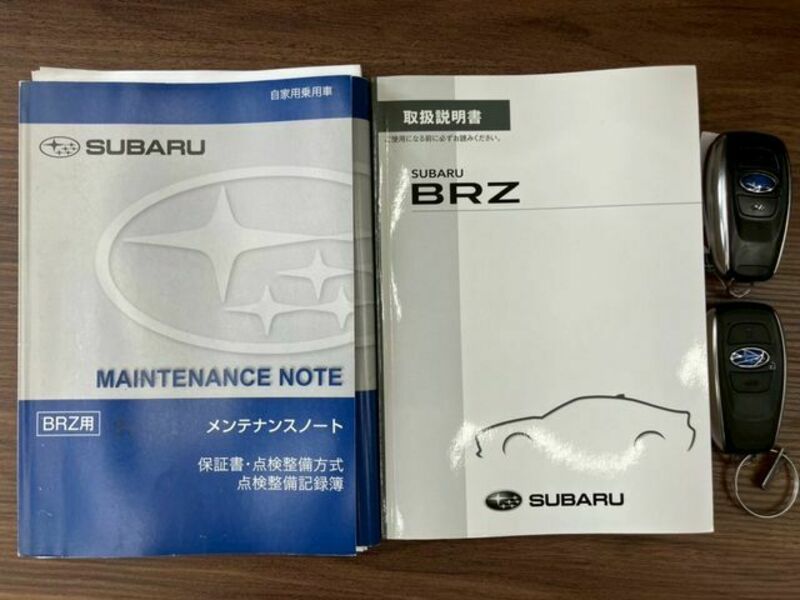 自家用乗用車
SUBARU
MAINTENANCE NOTE
BRZ用
メンテナンスノート
保証書・点検整備方式
点検整備記録簿
取扱説明書
ご使用になる前に必ずお読みください。
SUBARU
BRZ
SUBARU